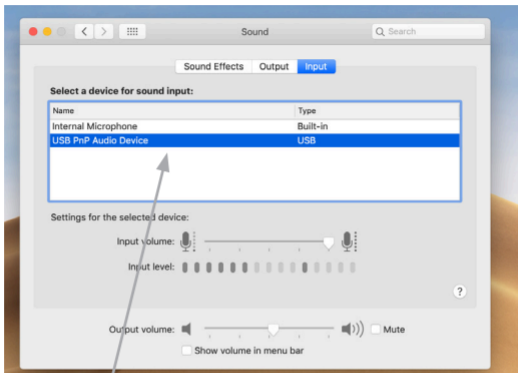 Sound
Search
Sound Effects Output Input
Select a device for sound input:
Name Type
Internal Microphone Built-in
USB PnP Audio Device USB
Settings for the selected device:
Input volume:
Input level:
?
Output volume: Mute
Show volume in menu bar